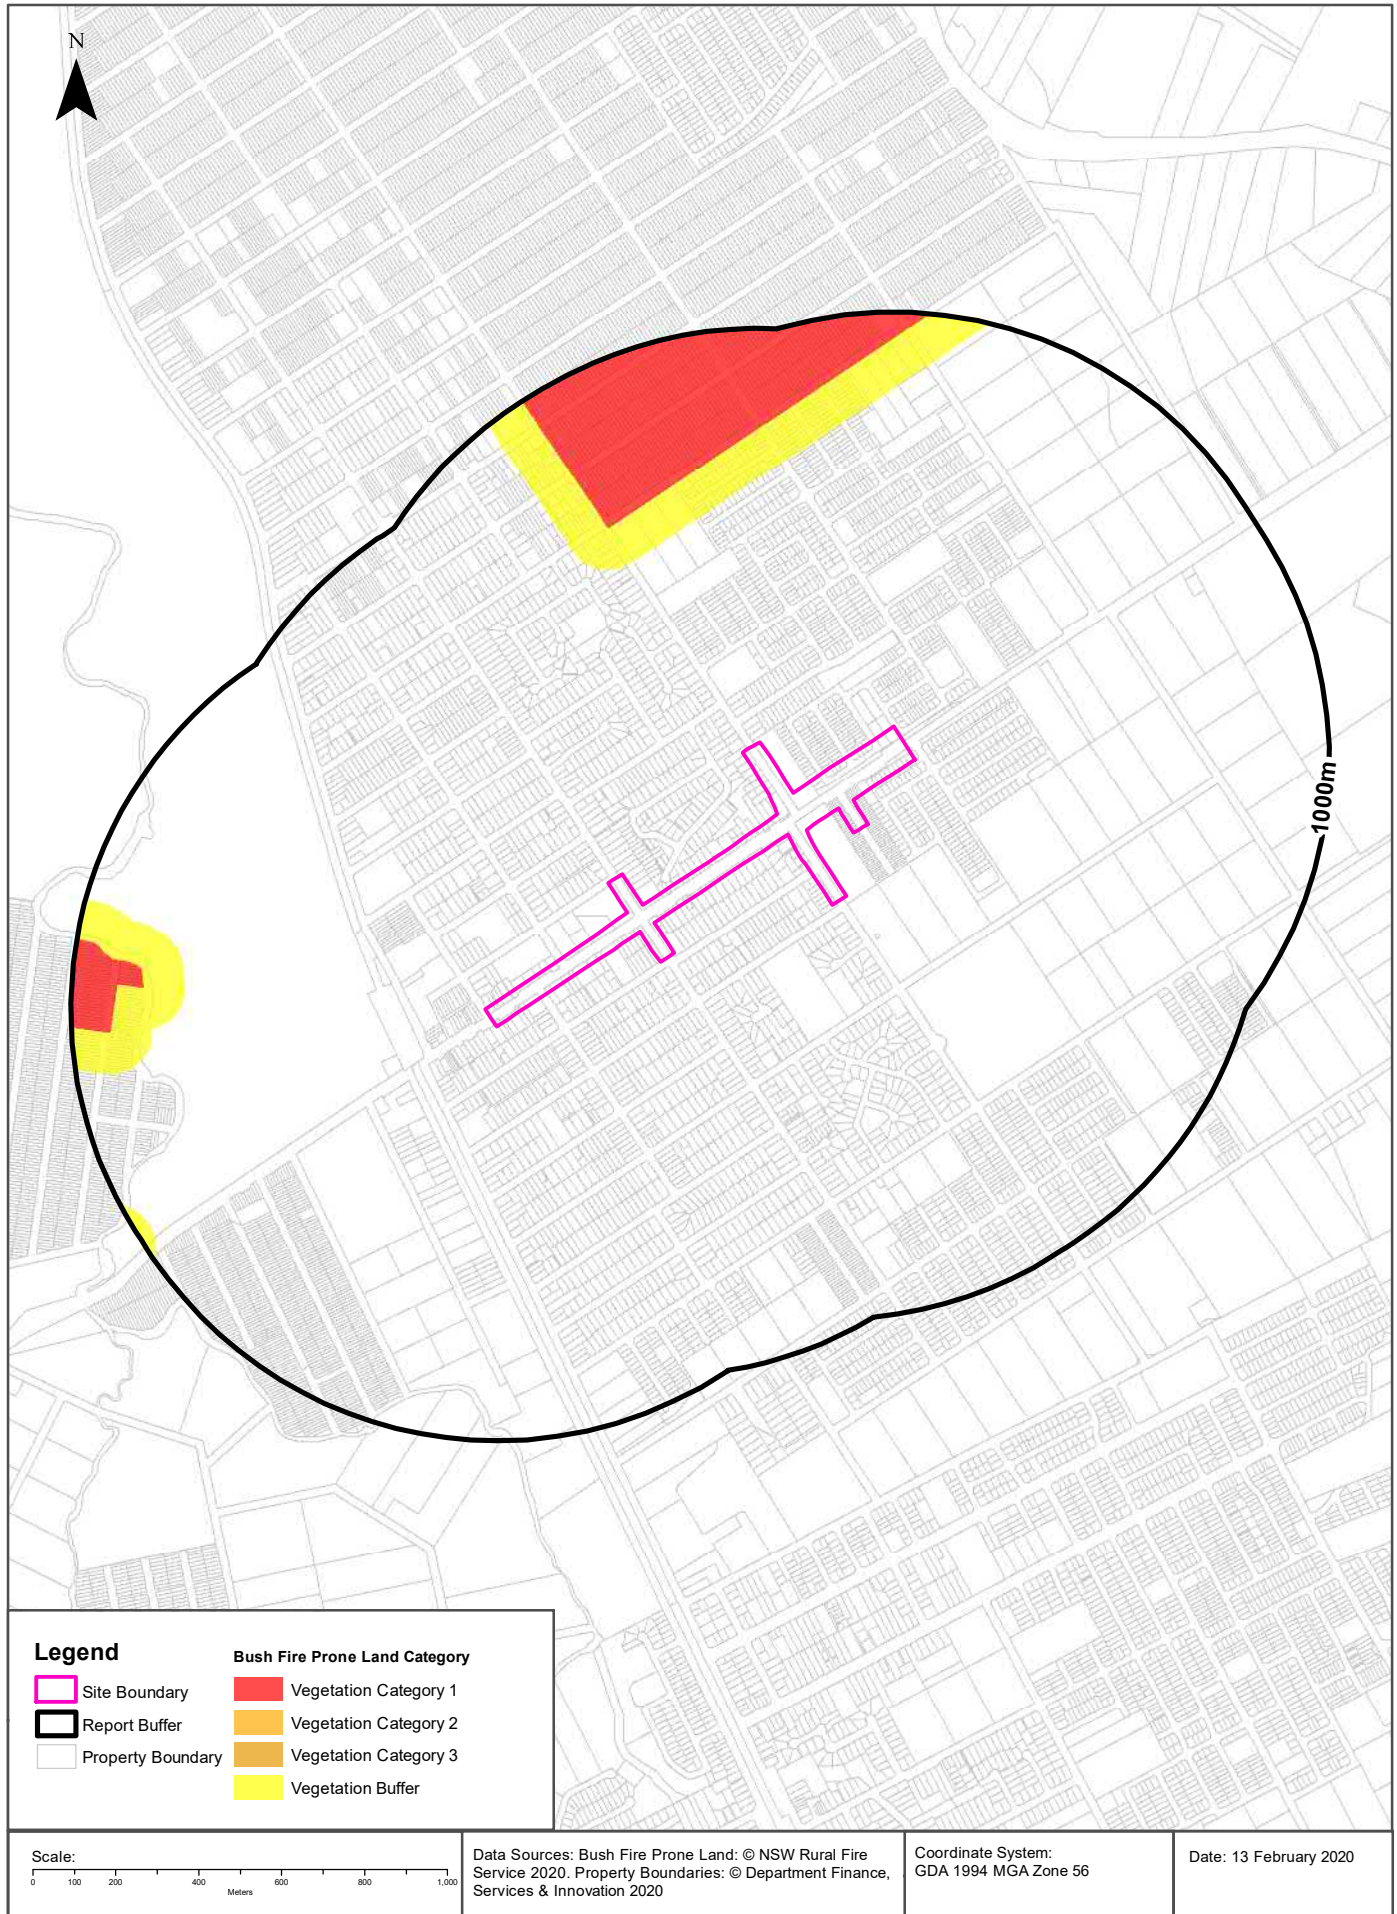 N
1000m
Legend
Site Boundary
Report Buffer
Property Boundary
Bush Fire Prone Land Category
Vegetation Category 1
Vegetation Category 2
Vegetation Category 3
Vegetation Buffer
Scale:
0 100 200 400 600 800 1,000
Meters
Data Sources: Bush Fire Prone Land: © NSW Rural Fire
Service 2020. Property Boundaries: © Department Finance,
Services & Innovation 2020
Coordinate System:
GDA 1994 MGA Zone 56
Date: 13 February 2020